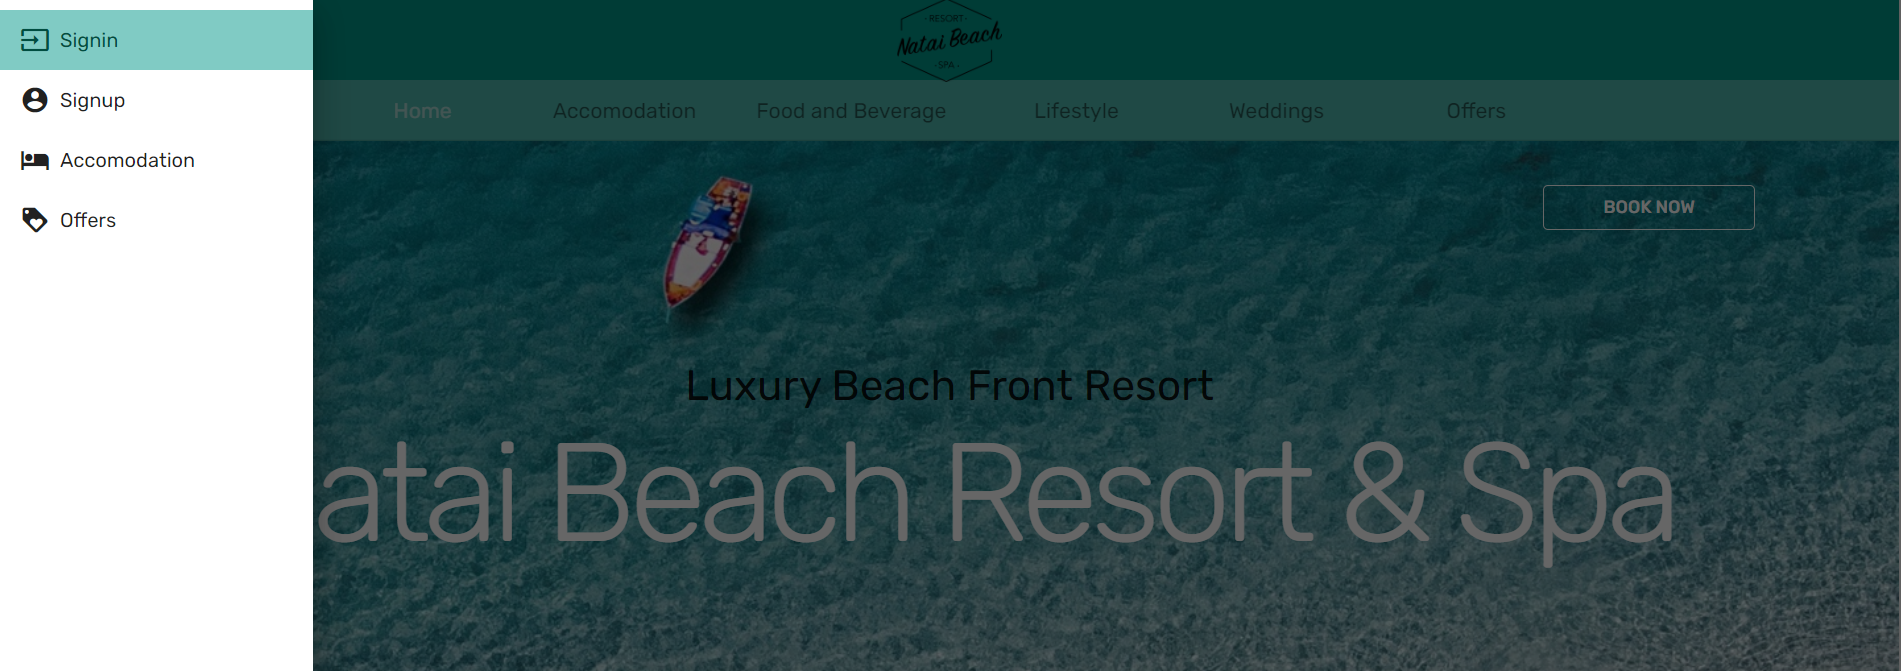 Signin
Signup
Accomodation
Offers
-RESORT-
Natai Beach
-SPA-
Home Accomodation Food and Beverage Lifestyle Weddings Offers
BOOK NOW
Luxury Beach Front Resort
atai Beach Resort & Spa